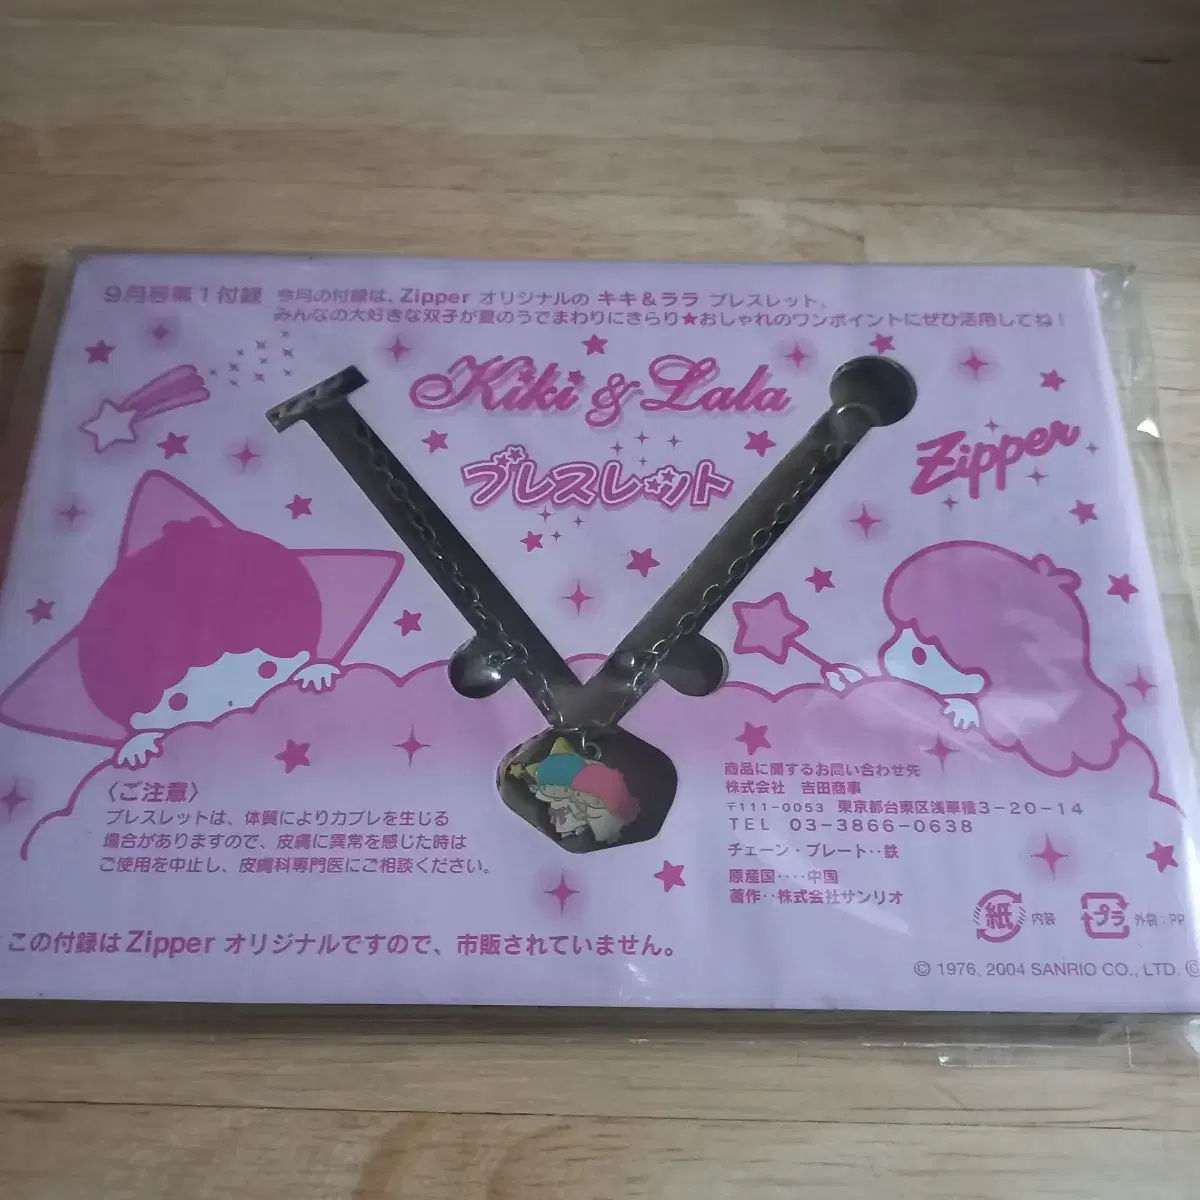 9月号第1付録 今月の付録は、Zipper オリジナルの キキ&ララ ブレスレット。
みんなの大好きな双子が夏のうでまわりにきらり★おしゃれのワンポイントにぜひ活用してね!
Kiki & Lala
ブレスレット
Zipper
〈ご注意〉
ブレスレットは、体質によりカブレを生じる
場合がありますので、皮膚に異常を感じた時は
ご使用を中止し、皮膚科専門医にご相談ください。
商品に関するお問い合わせ先
株式会社 吉田商事
〒111-0053 東京都台東区浅草橋3-20-14
TEL 03-3866-0638
チェーン・プレート‥鉄
原産国‥‥中国
著作‥株式会社サンリオ
紙 内装
プラ 外袋:PP
この付録はZipper オリジナルですので、市販されていません。
© 1976, 2004 SANRIO CO., LTD. ©